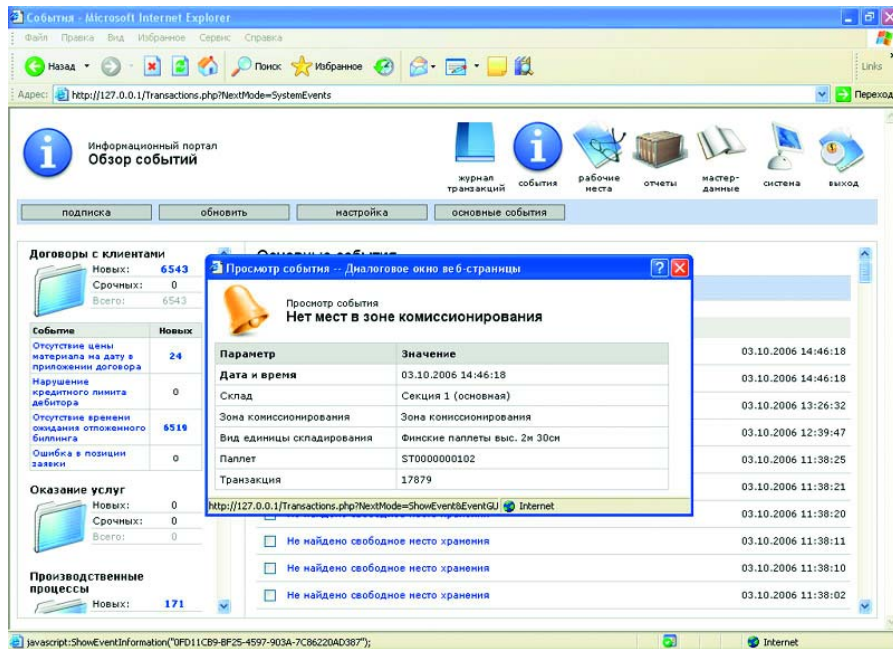 События - Microsoft Internet Explorer
Файл Правка Вид Избранное Сервис Справка
Назад Поиск Избранное Links
Адрес: http://127.0.0.1/Transactions.php?NextMode=SystemEvents Переход
Информационный портал
Обзор событий
журнал транзакций
события
рабочие места
отчеты
мастер-данные
система
выход
подписка обновить настройка основные события
Договоры с клиентами
Новых: 6543
Срочных: 0
Всего: 6543
Событие Новых
Отсутствие цены
материала на дату в
приложении договора
24
Нарушение
кредитного лимита
дебитора
0
Отсутствие времени
ожидания отложенного
биллинга
6519
Ошибка в позиции
заявки
0
Оказание услуг
Новых: 0
Срочных: 0
Всего: 0
Производственные
процессы
Новых: 171
Основные события
Просмотр события -- Диалоговое окно веб-страницы
Просмотр события
Нет мест в зоне комиссионирования
Параметр Значение
Дата и время 03.10.2006 14:46:18
Склад Секция 1 (основная)
Зона комиссионирования Зона комиссионирования
Вид единицы складирования Финские паллеты выс. 2м 30см
Паллет ST0000000102
Транзакция 17879
http://127.0.0.1/Transactions.php?NextMode=ShowEvent&EventGU Internet
03.10.2006 14:46:18
03.10.2006 14:46:18
03.10.2006 13:26:32
03.10.2006 12:39:47
03.10.2006 11:38:25
03.10.2006 11:38:21
Не найдено свободное место хранения 03.10.2006 11:38:20
Не найдено свободное место хранения 03.10.2006 11:38:11
Не найдено свободное место хранения 03.10.2006 11:38:10
Не найдено свободное место хранения 03.10.2006 11:38:02
javascript:ShowEventInformation("0FD11CB9-BF25-4597-903A-7C86220AD387"); Internet